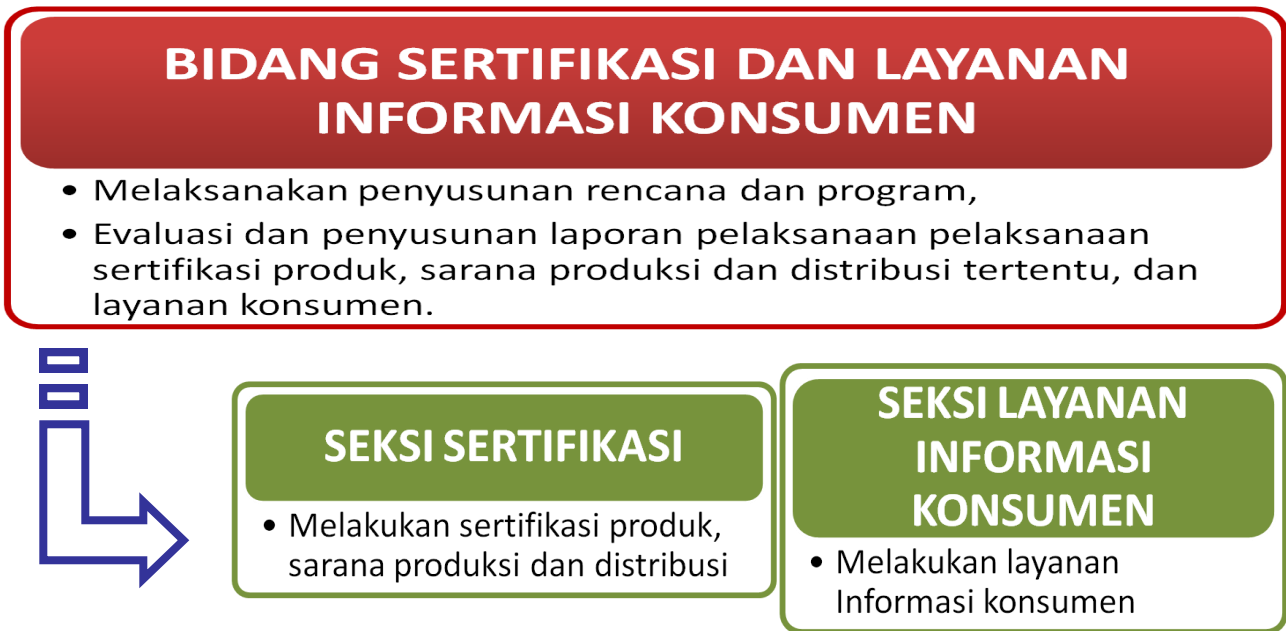 BIDANG SERTIFIKASI DAN LAYANAN
INFORMASI KONSUMEN
• Melaksanakan penyusunan rencana dan program,
• Evaluasi dan penyusunan laporan pelaksanaan pelaksanaan
sertifikasi produk, sarana produksi dan distribusi tertentu, dan
layanan konsumen.
SEKSI SERTIFIKASI
• Melakukan sertifikasi produk,
sarana produksi dan distribusi
SEKSI LAYANAN
INFORMASI
KONSUMEN
• Melakukan layanan
Informasi konsumen